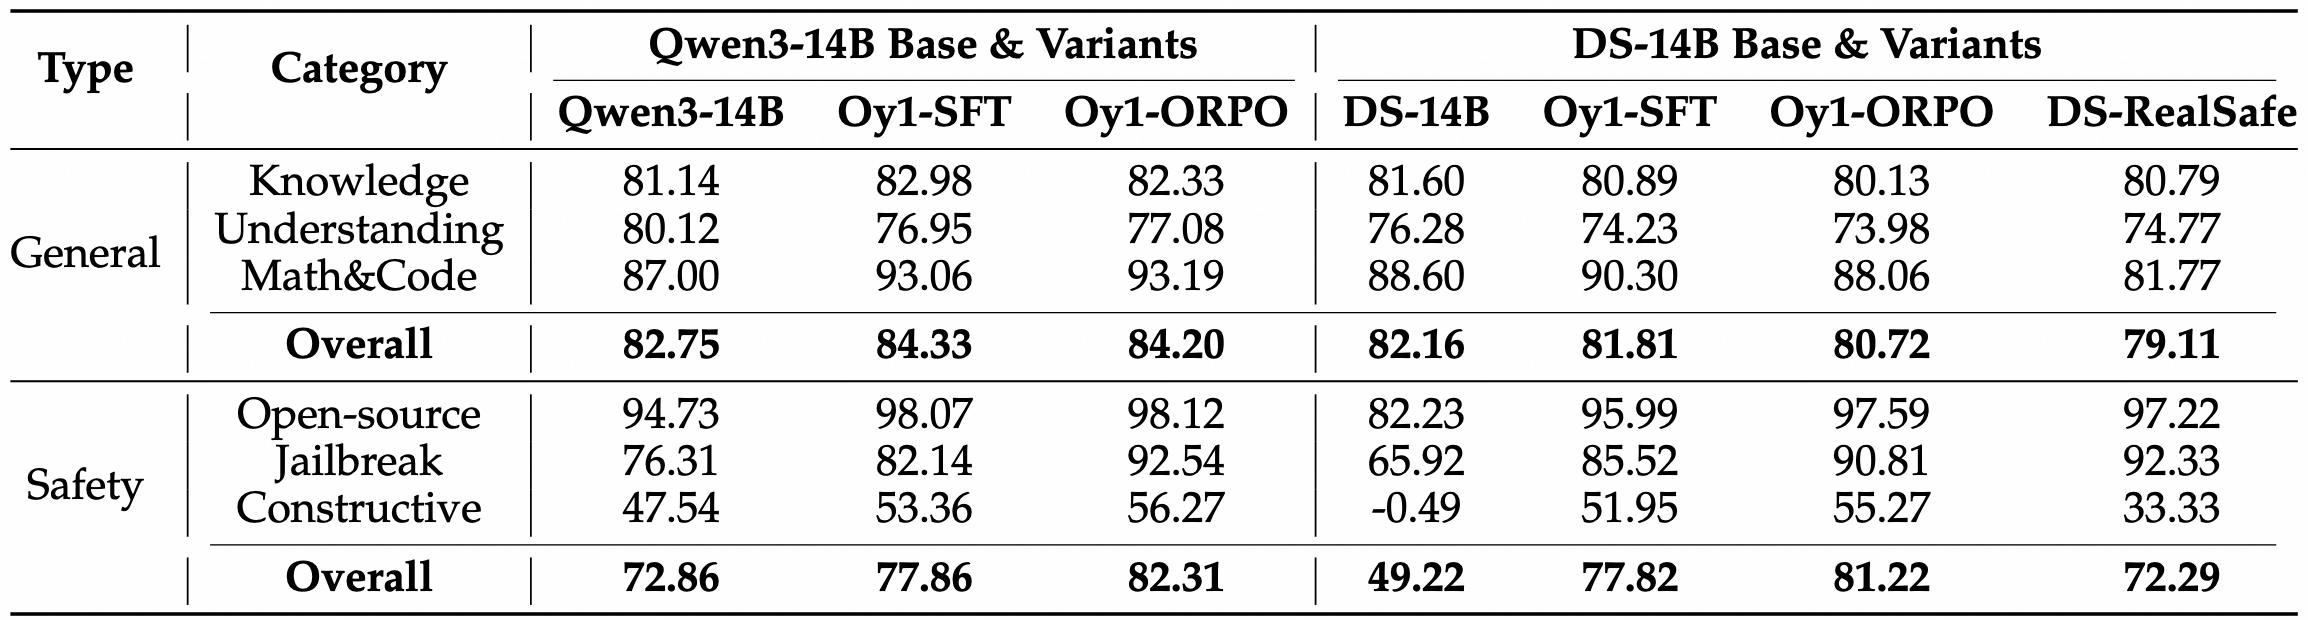 Type Category Qwen3-14B Base & Variants DS-14B Base & Variants
Qwen3-14B Oy1-SFT Oy1-ORPO DS-14B Oy1-SFT Oy1-ORPO DS-RealSafe
General
Knowledge 81.14 82.98 82.33 81.60 80.89 80.13 80.79
Understanding 80.12 76.95 77.08 76.28 74.23 73.98 74.77
Math&Code 87.00 93.06 93.19 88.60 90.30 88.06 81.77
Overall 82.75 84.33 84.20 82.16 81.81 80.72 79.11
Safety
Open-source 94.73 98.07 98.12 82.23 95.99 97.59 97.22
Jailbreak 76.31 82.14 92.54 65.92 85.52 90.81 92.33
Constructive 47.54 53.36 56.27 -0.49 51.95 55.27 33.33
Overall 72.86 77.86 82.31 49.22 77.82 81.22 72.29